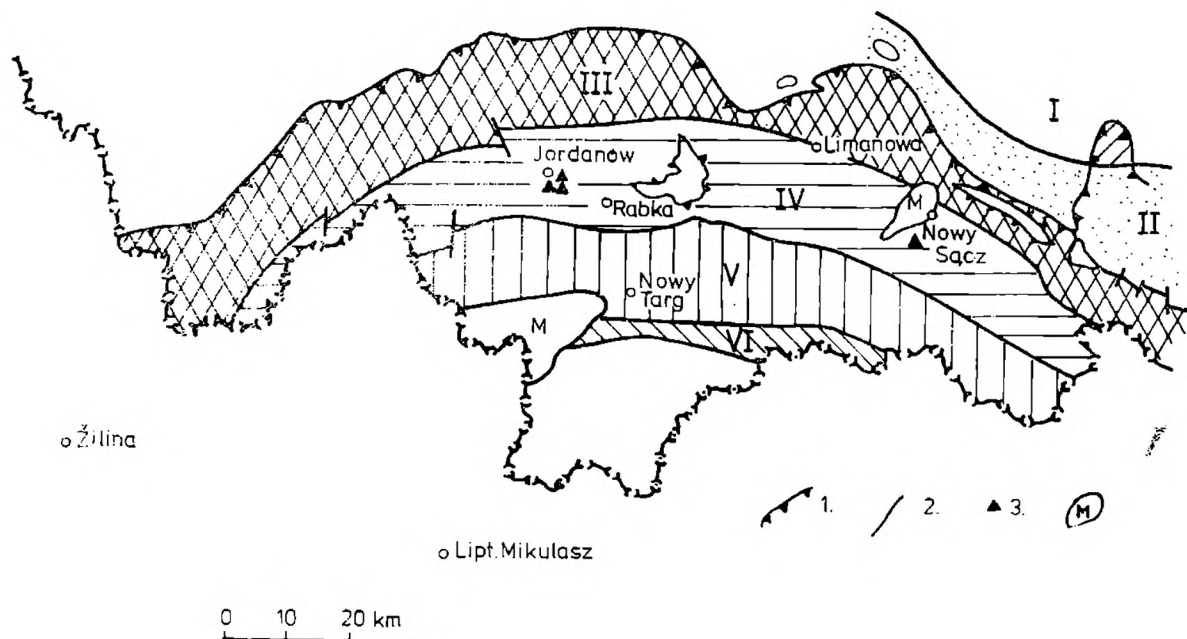 I
III
Limanowa
Jordanów
Rabka
IV
M
Nowy
Sącz
II
V
Nowy
Targ
M
VI
Žilina
1.
2.
3.
M
Lipt. Mikulasz
0 10 20 km